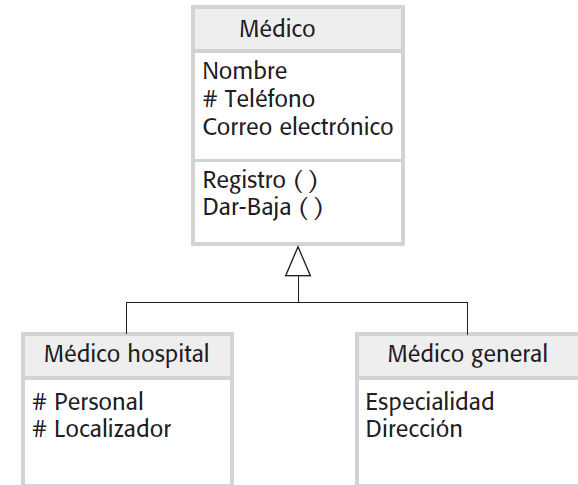 Médico
Nombre
# Teléfono
Correo electrónico
Registro ( )
Dar-Baja ( )
Médico hospital
# Personal
# Localizador
Médico general
Especialidad
Dirección